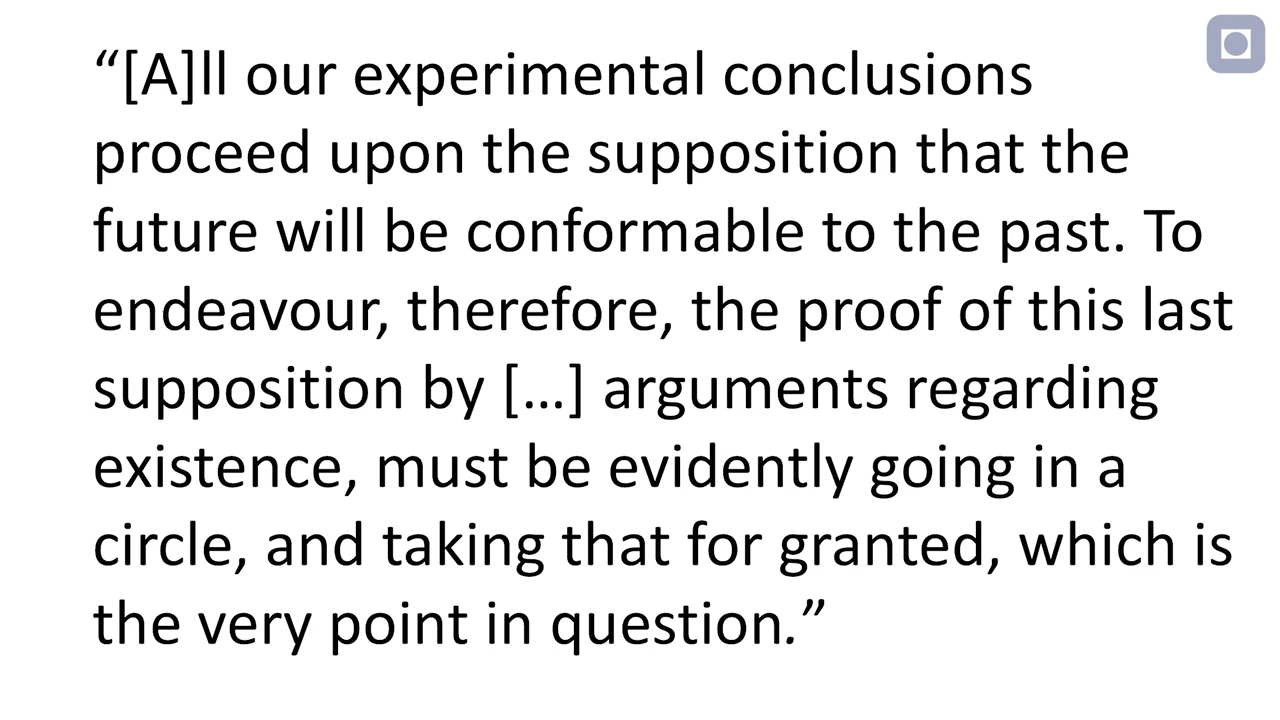 “[A]ll our experimental conclusions
proceed upon the supposition that the
future will be conformable to the past. To
endeavour, therefore, the proof of this last
supposition by […] arguments regarding
existence, must be evidently going in a
circle, and taking that for granted, which is
the very point in question.”